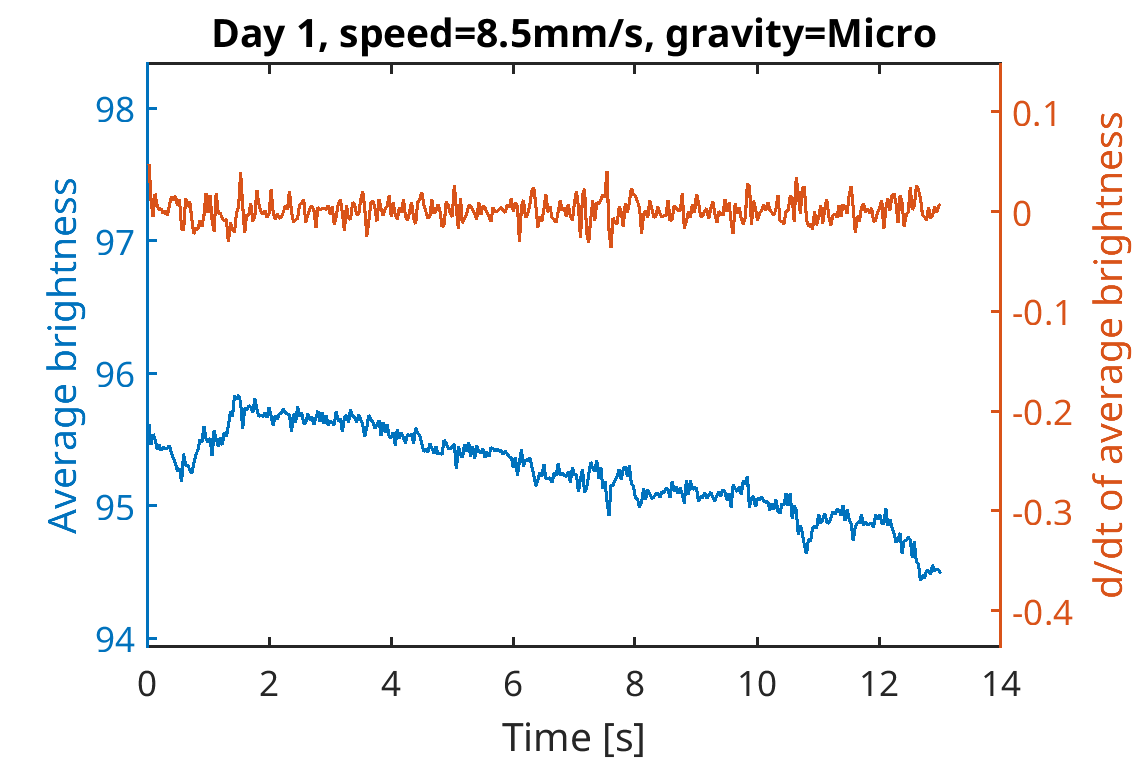 Day 1, speed=8.5mm/s, gravity=Micro
98
97
96
95
94
Average brightness
0.1
0
-0.1
-0.2
-0.3
-0.4
d/dt of average brightness
0 2 4 6 8 10 12 14
Time [s]